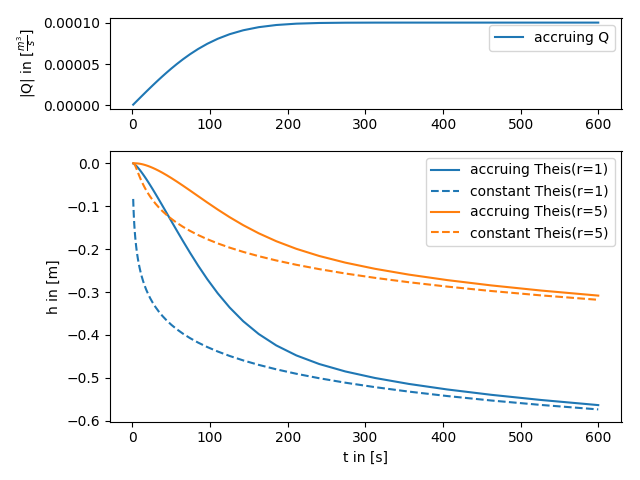 |Q| in [m³/s]
0.00010
0.00005
0.00000
accruing Q
0 100 200 300 400 500 600
h in [m]
0.0
−0.1
−0.2
−0.3
−0.4
−0.5
−0.6
accruing Theis(r=1)
constant Theis(r=1)
accruing Theis(r=5)
constant Theis(r=5)
0 100 200 300 400 500 600
t in [s]